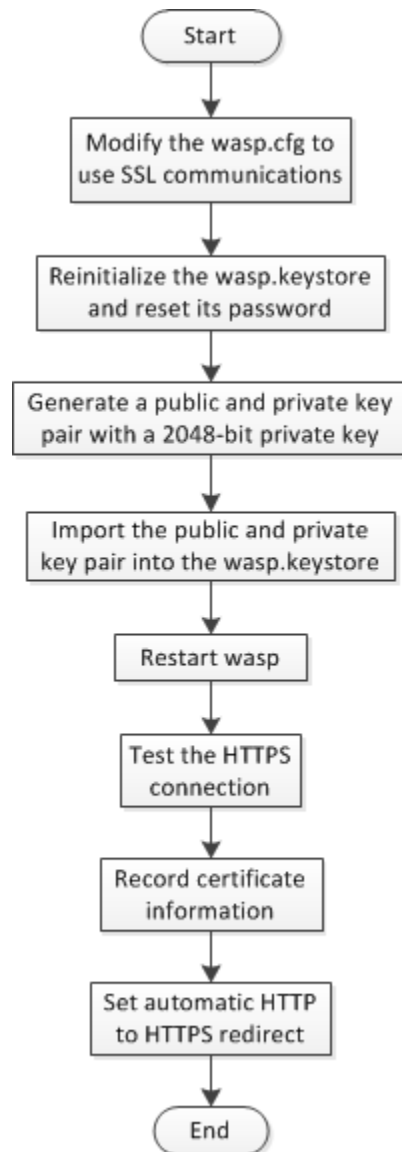 Start
Modify the wasp.cfg to
use SSL communications
Reinitialize the wasp.keystore
and reset its password
Generate a public and private key
pair with a 2048-bit private key
Import the public and private
key pair into the wasp.keystore
Restart wasp
Test the HTTPS
connection
Record certificate
information
Set automatic HTTP
to HTTPS redirect
End